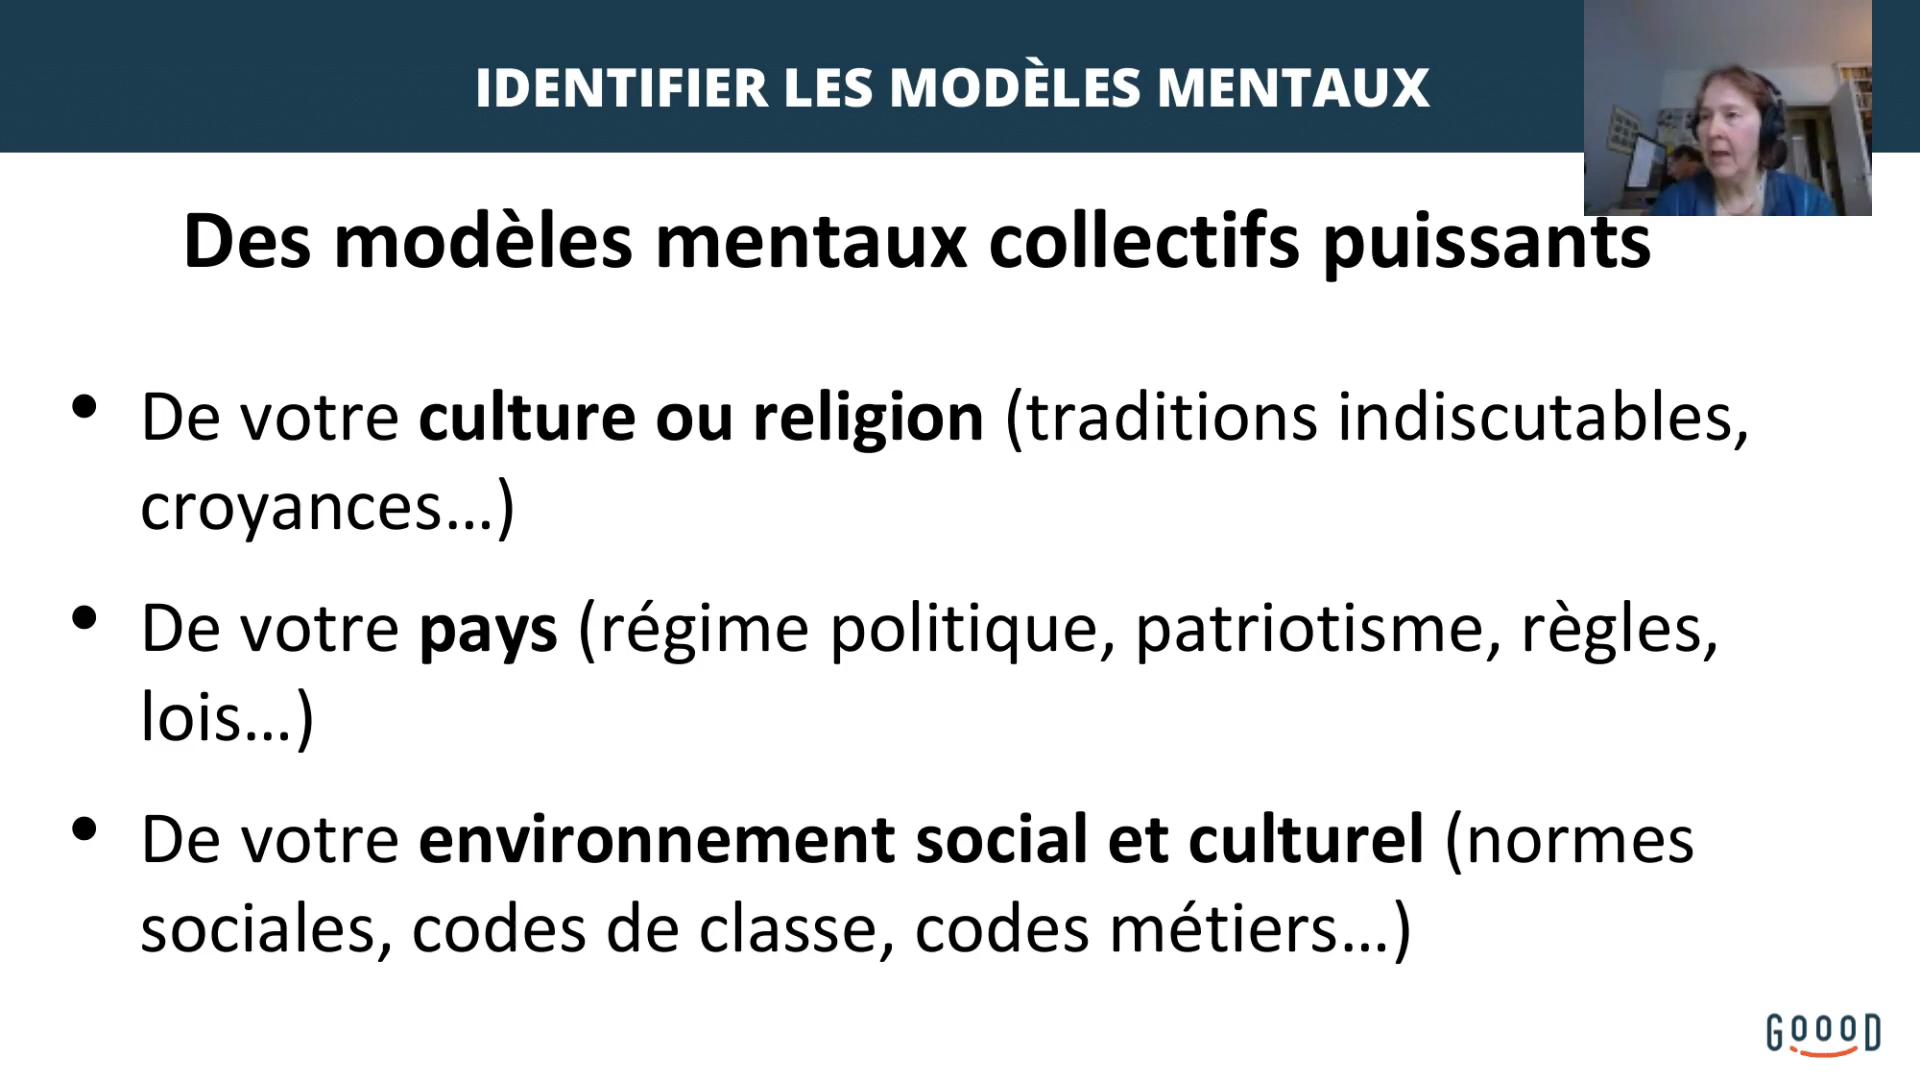 IDENTIFIER LES MODÈLES MENTAUX
Des modèles mentaux collectifs puissants
• De votre culture ou religion (traditions indiscutables,
croyances…)
• De votre pays (régime politique, patriotisme, règles,
lois…)
• De votre environnement social et culturel (normes
sociales, codes de classe, codes métiers…)
GOOOD